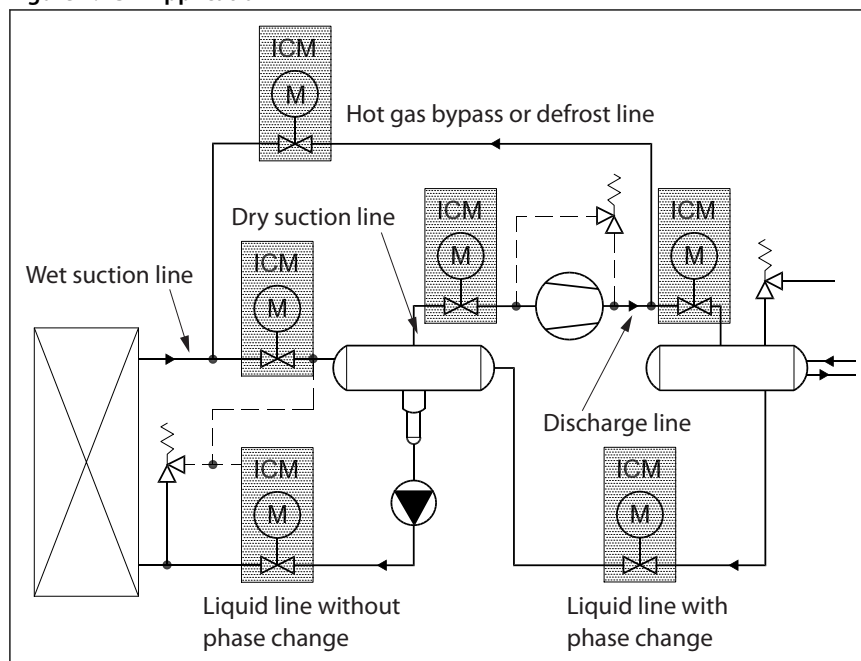 ICM
M
Hot gas bypass or defrost line
Dry suction line
ICM
M
ICM
M
Wet suction line
ICM
M
Discharge line
ICM
M
ICM
M
Liquid line without
phase change
Liquid line with
phase change